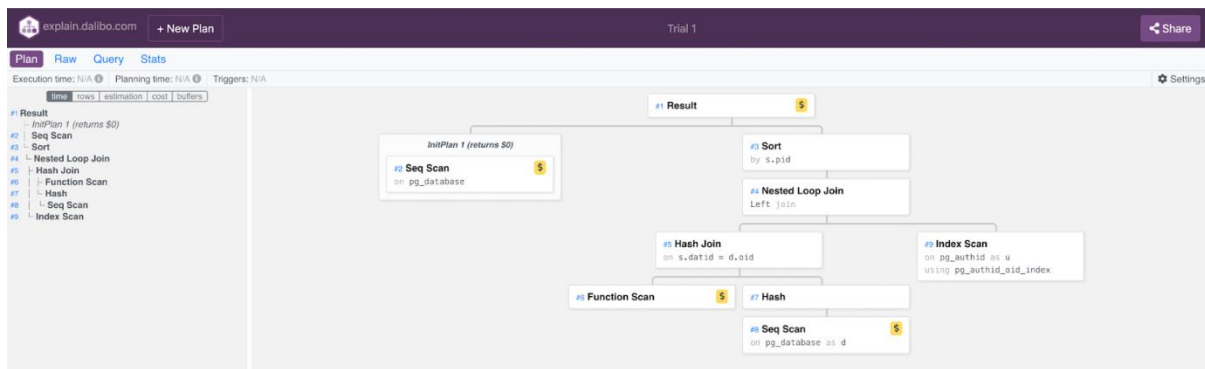 explain.dalibo.com + New Plan Trial 1 Share
Plan Raw Query Stats
Execution time: N/A Planning time: N/A Triggers: N/A Settings
time rows estimation cost buffers
#1 Result
InitPlan 1 (returns $0)
#2 Seq Scan
#3 Sort
#4 Nested Loop Join
#5 Hash Join
#6 Function Scan
#7 Hash
#8 Seq Scan
#9 Index Scan
#1 Result $
InitPlan 1 (returns $0)
#2 Seq Scan $
on pg_database
#3 Sort
by s.pid
#4 Nested Loop Join
Left join
#5 Hash Join
on s.datid = d.oid
#9 Index Scan
on pg_authid as u
using pg_authid_oid_index
#6 Function Scan $
#7 Hash
#8 Seq Scan $
on pg_database as d